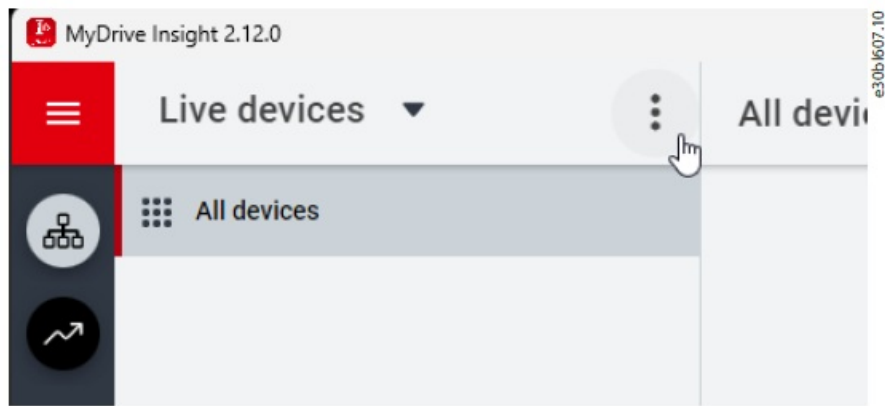 MyDrive Insight 2.12.0
Live devices
All devi
All devices
e30bl607.10